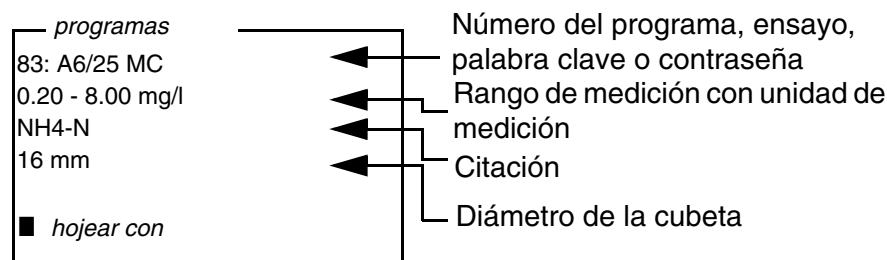 programas
83: A6/25 MC
0.20 - 8.00 mg/l
NH4-N
16 mm
hojear con
Número del programa, ensayo,
palabra clave o contraseña
Rango de medición con unidad de
medición
Citación
Diámetro de la cubeta